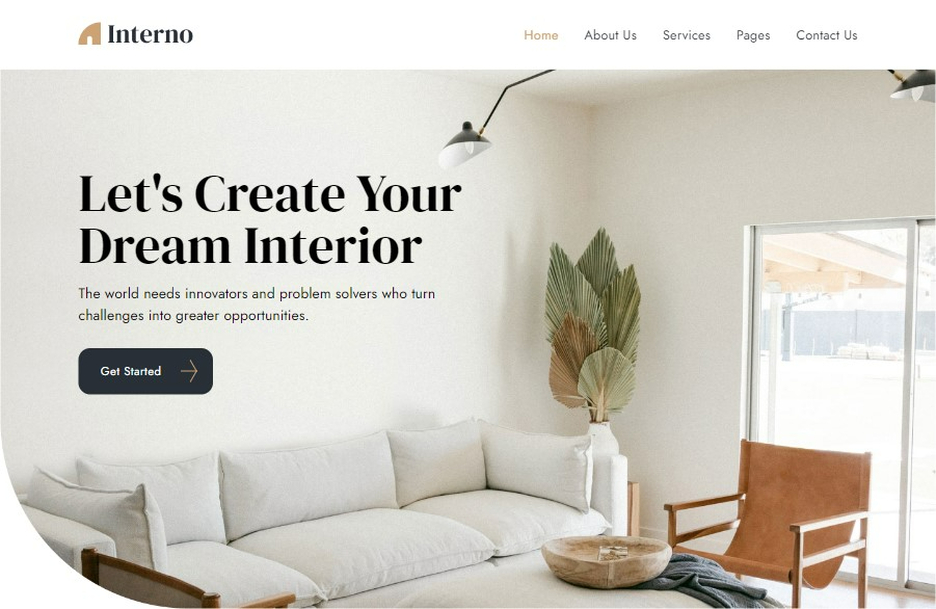 Interno
Home About Us Services Pages Contact Us
Let's Create Your
Dream Interior
The world needs innovators and problem solvers who turn
challenges into greater opportunities.
Get Started